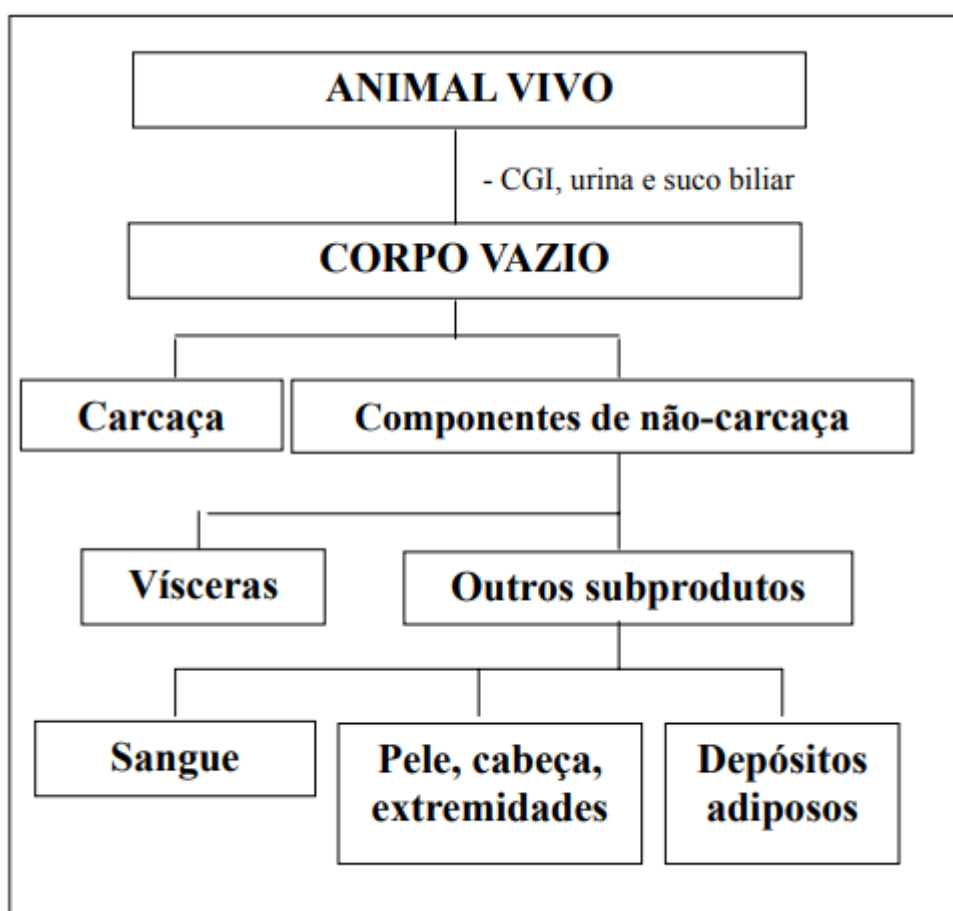 ANIMAL VIVO
- CGI, urina e suco biliar
CORPO VAZIO
Carcaça
Componentes de não-carcaça
Vísceras
Outros subprodutos
Sangue
Pele, cabeça,
extremidades
Depósitos
adiposos